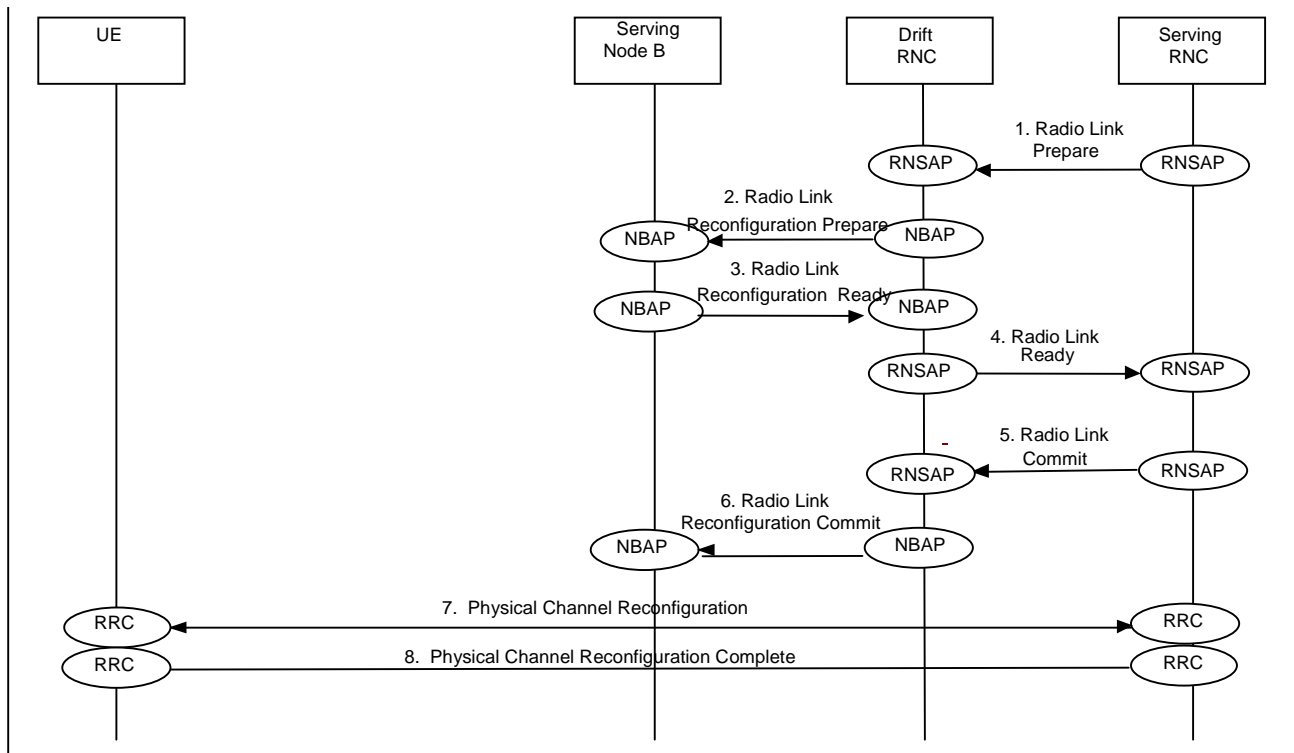 UE
Serving
Node B
Drift
RNC
Serving
RNC
1. Radio Link
Prepare
RNSAP
RNSAP
2. Radio Link
Reconfiguration Prepare
NBAP
NBAP
3. Radio Link
Reconfiguration Ready
NBAP
NBAP
4. Radio Link
Ready
RNSAP
RNSAP
5. Radio Link
Commit
RNSAP
RNSAP
6. Radio Link
Reconfiguration Commit
NBAP
NBAP
7. Physical Channel Reconfiguration
RRC
RRC
8. Physical Channel Reconfiguration Complete
RRC
RRC